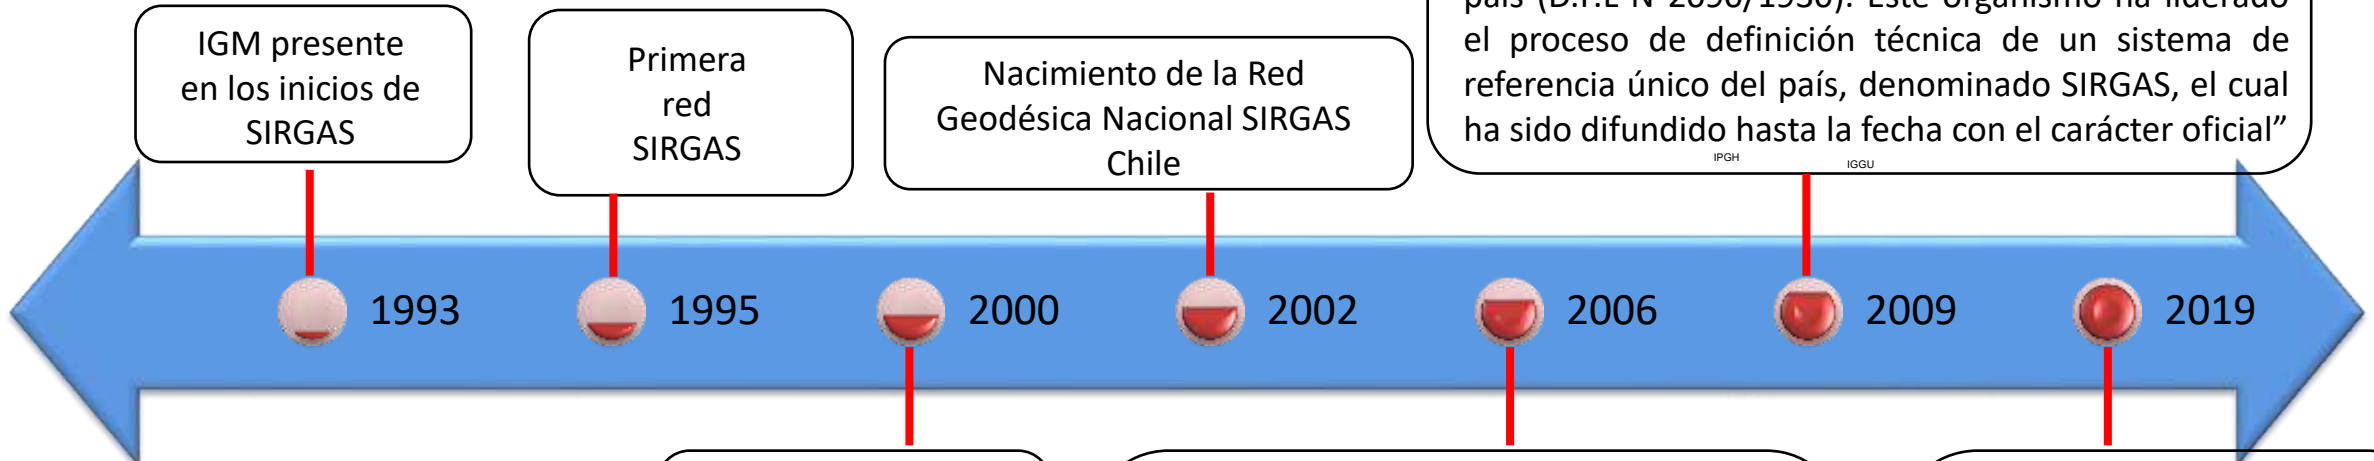 IGM presente
en los inicios de
SIRGAS
Primera
red
SIRGAS
Nacimiento de la Red
Geodésica Nacional SIRGAS
Chile
el proceso de definición técnica de un sistema de
referencia único del país, denominado SIRGAS, el cual
ha sido difundido hasta la fecha con el carácter oficial”
IPGH
IGGU
1993
1995
2000
2002
2006
2009
2019